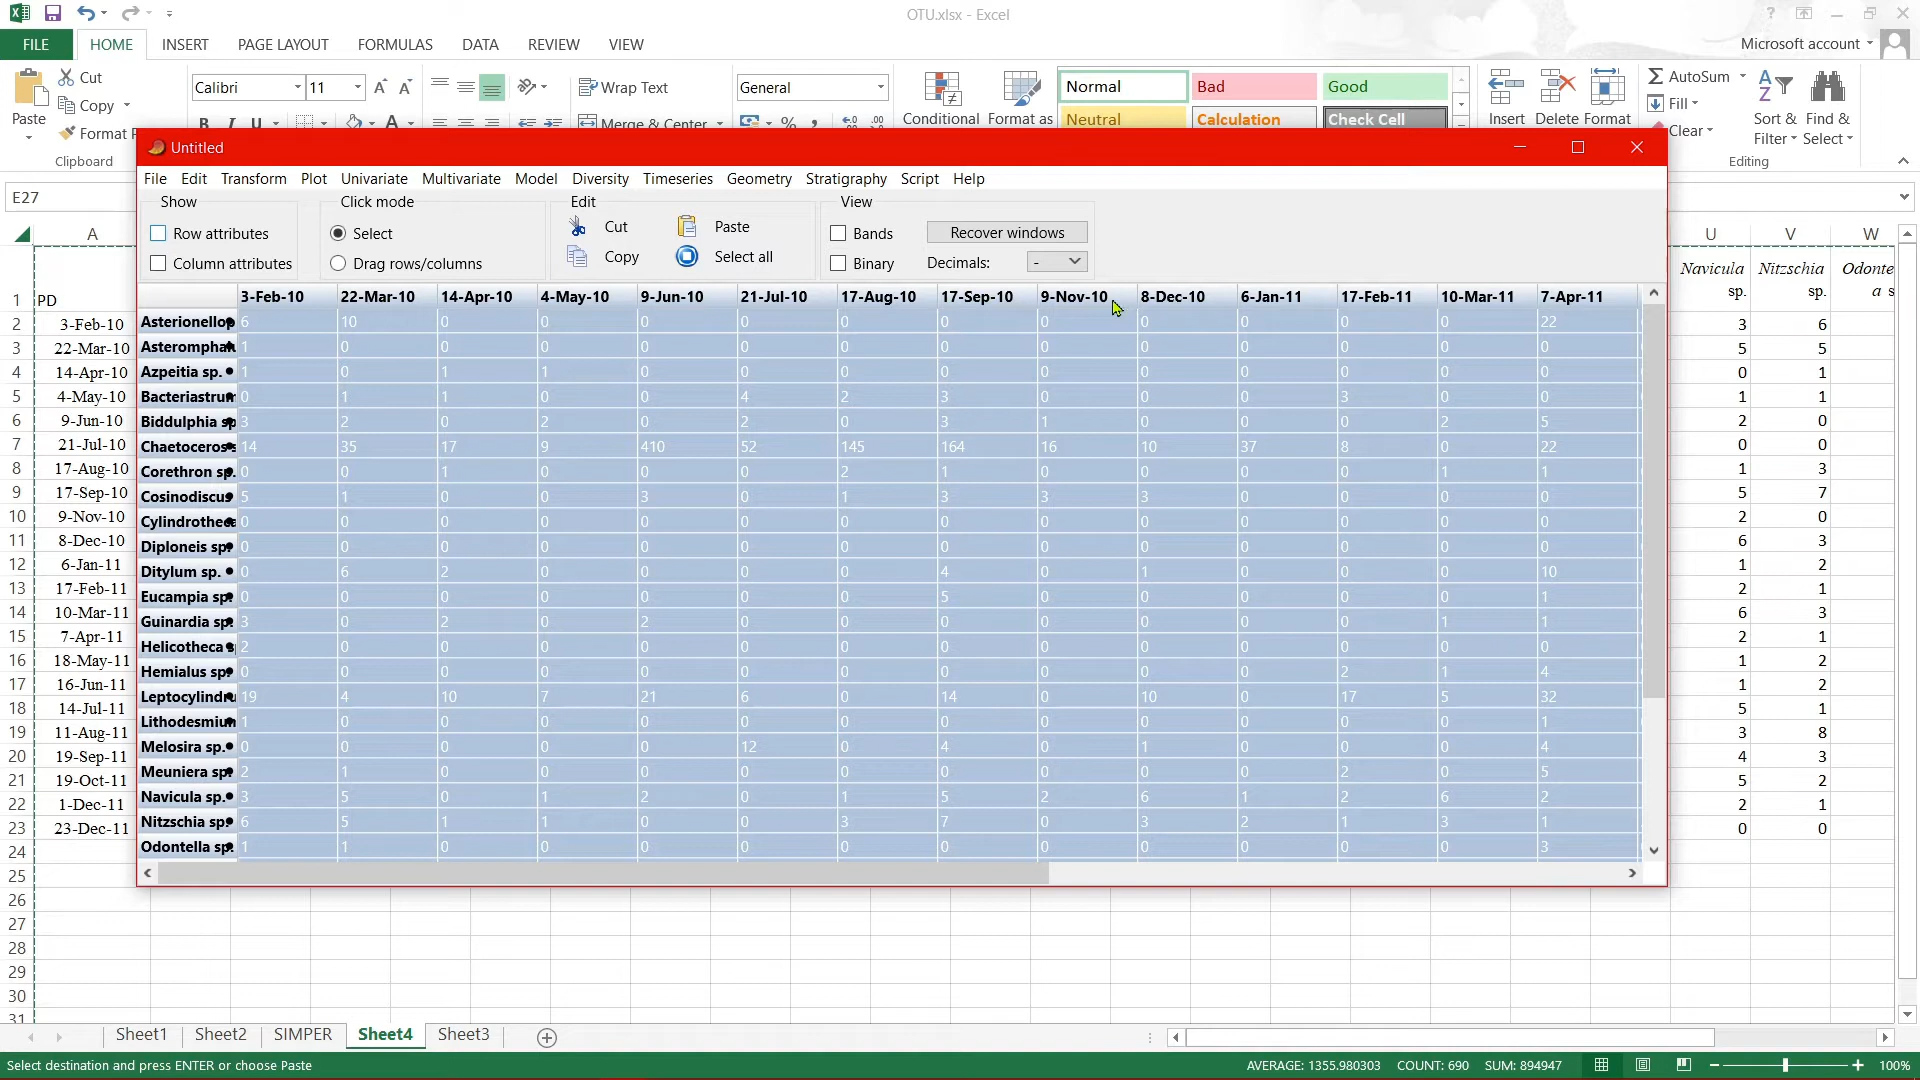 OTU.xlsx - Excel
FILE HOME INSERT PAGE LAYOUT FORMULAS DATA REVIEW VIEW
Microsoft account
Paste Cut Copy Format
Clipboard
Calibri 11
B I U A
Wrap Text
Merge & Center
General
Conditional Format as
Normal Bad Good
Neutral Calculation Check Cell
Insert Delete Format
AutoSum
Fill
Clear
Sort & Filter
Find & Select
Editing
E27
Untitled
File Edit Transform Plot Univariate Multivariate Model Diversity Timeseries Geometry Stratigraphy Script Help
Show Click mode Edit View
Row attributes Select Cut Paste Bands Recover windows
Column attributes Drag rows/columns Copy Select all Binary Decimals: -
3-Feb-10 22-Mar-10 14-Apr-10 4-May-10 9-Jun-10 21-Jul-10 17-Aug-10 17-Sep-10 9-Nov-10 8-Dec-10 6-Jan-11 17-Feb-11 10-Mar-11 7-Apr-11
Asterionellop 6 10 0 0 0 0 0 0 0 0 0 0 0 22
Asteromphalu 1 0 0 0 0 0 0 0 0 0 0 0 0 0
Azpeitia sp. 1 0 1 1 0 0 0 0 0 0 0 0 0 0
Bacteriastrum 0 1 1 0 0 4 2 3 0 0 0 3 0 0
Biddulphia sp 3 2 0 2 0 2 0 3 1 0 0 0 2 5
Chaetoceros s 14 35 17 9 410 52 145 164 16 10 37 8 0 22
Corethron sp. 0 0 1 0 0 0 2 1 0 0 0 0 1 1
Cosinodiscus 5 1 0 0 3 0 1 3 3 3 0 0 0 0
Cylindrotheca 0 0 0 0 0 0 0 0 0 0 0 0 0 0
Diploneis sp. 0 0 0 0 0 0 0 0 0 0 0 0 0 0
Ditylum sp. 0 6 2 0 0 0 0 4 0 1 0 0 0 10
Eucampia sp. 0 0 0 0 0 0 0 5 0 0 0 0 0 1
Guinardia sp. 3 0 2 0 2 0 0 0 0 0 0 0 1 1
Helicotheca s 2 0 0 0 0 0 0 0 0 0 0 0 0 0
Hemialus sp. 0 0 0 0 0 0 0 0 0 0 0 2 1 4
Leptocylindru 19 4 10 7 21 6 0 14 0 10 0 17 5 32
Lithodesmium 1 0 0 0 0 0 0 0 0 0 0 0 0 1
Melosira sp. 0 0 0 0 0 12 0 4 0 1 0 0 0 4
Meuniera sp. 2 1 0 0 0 0 0 0 0 0 0 2 0 5
Navicula sp. 3 5 0 1 2 0 1 5 2 6 1 2 6 2
Nitzschia sp. 6 5 1 1 0 0 3 7 0 3 2 1 3 1
Odontella sp. 1 1 0 0 0 0 0 0 0 0 0 0 0 3
A U V W
1 PD Navicula sp. Nitzschia sp. Odonte a s
2 3-Feb-10 3 6
3 22-Mar-10 5 5
4 14-Apr-10 0 1
5 4-May-10 1 1
6 9-Jun-10 2 0
7 21-Jul-10 0 0
8 17-Aug-10 1 3
9 17-Sep-10 5 7
10 9-Nov-10 2 0
11 8-Dec-10 6 3
12 6-Jan-11 1 2
13 17-Feb-11 2 1
14 10-Mar-11 6 3
15 7-Apr-11 2 1
16 18-May-11 1 2
17 16-Jun-11 1 2
18 14-Jul-11 5 1
19 11-Aug-11 3 8
20 19-Sep-11 4 3
21 19-Oct-11 5 2
22 1-Dec-11 2 1
23 23-Dec-11 0 0
24
25
26
27
28
29
30
31
Sheet1 Sheet2 SIMPER Sheet4 Sheet3
Select destination and press ENTER or choose Paste
AVERAGE: 1355.980303 COUNT: 690 SUM: 894947 100%